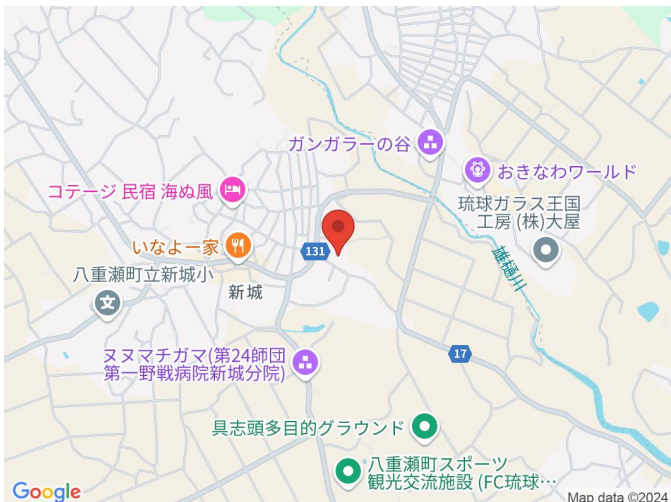 ガンガラーの谷
おきなわワールド
コテージ 民宿 海ぬ風
琉球ガラス王国
工房 (株)大屋
131
いなよー家
雄樋川
八重瀬町立新城小
文
新城
17
ヌヌマチガマ(第24師団
第一野戦病院新城分院)
具志頭多目的グラウンド
八重瀬町スポーツ
観光交流施設 (FC琉球…
Google
Map data ©2024